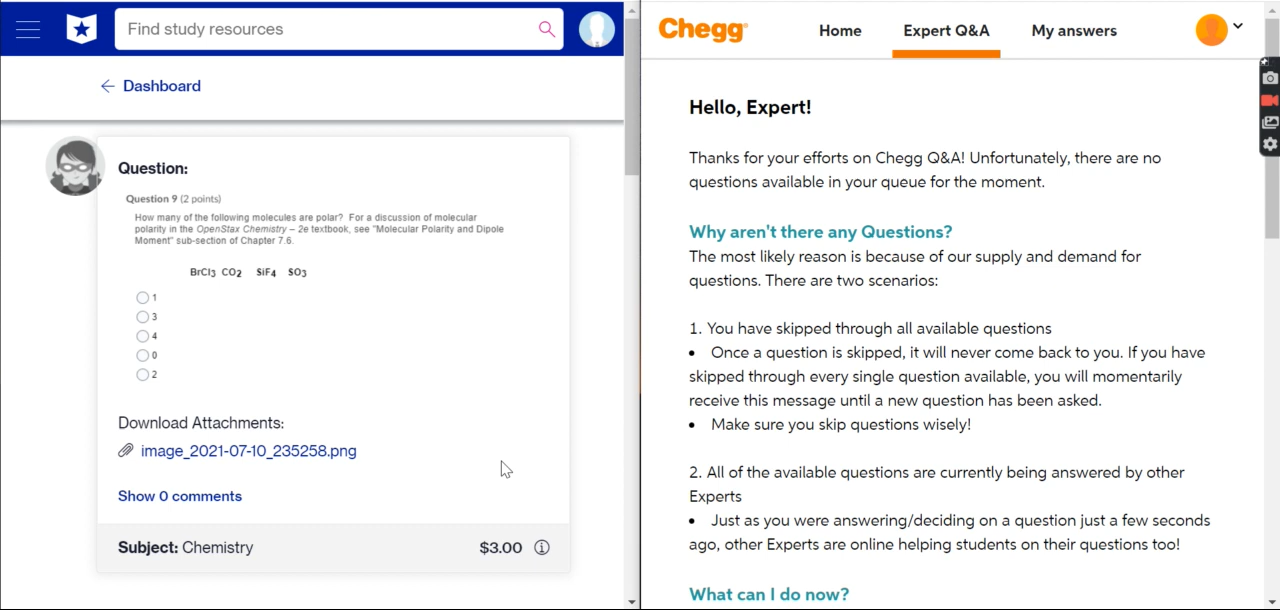 Find study resources
Dashboard
Question:
Question 9 (2 points)
How many of the following molecules are polar? For a discussion of molecular
polarity in the OpenStax Chemistry – 2e textbook, see "Molecular Polarity and Dipole
Moment" sub-section of Chapter 7.6.
BrCl3 CO2 SiF4 SO3
1
3
4
0
2
Download Attachments:
image_2021-07-10_235258.png
Show 0 comments
Subject: Chemistry
$3.00
Chegg
Home
Expert Q&A
My answers
Hello, Expert!
Thanks for your efforts on Chegg Q&A! Unfortunately, there are no
questions available in your queue for the moment.
Why aren't there any Questions?
The most likely reason is because of our supply and demand for
questions. There are two scenarios:
1. You have skipped through all available questions
• Once a question is skipped, it will never come back to you. If you have
skipped through every single question available, you will momentarily
receive this message until a new question has been asked.
• Make sure you skip questions wisely!
2. All of the available questions are currently being answered by other
Experts
• Just as you were answering/deciding on a question just a few seconds
ago, other Experts are online helping students on their questions too!
What can I do now?